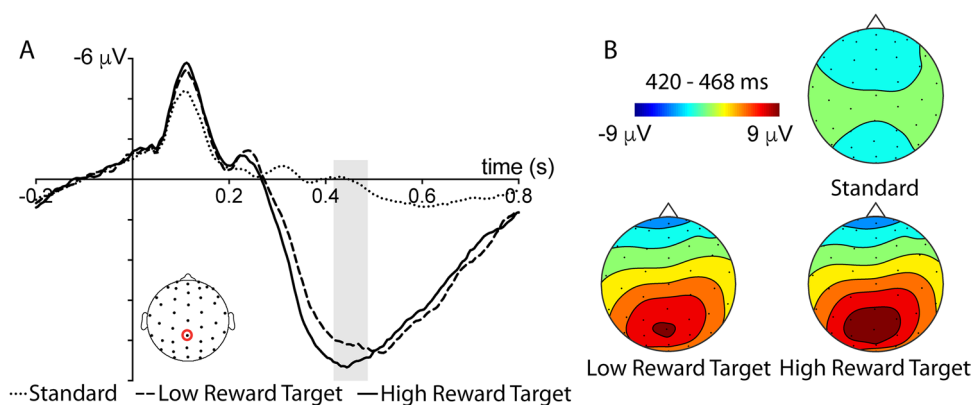 A
-6 µV
time (s)
-0.2
0.2
0.4
0.6
0.8
Standard
Low Reward Target
High Reward Target
B
420 - 468 ms
-9 µV
9 µV
Standard
Low Reward Target
High Reward Target